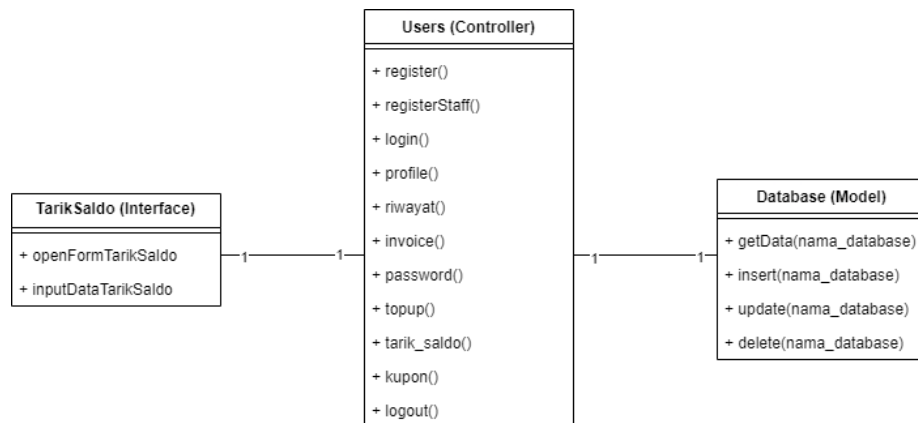 Users (Controller)
+ register()
+ registerStaff()
+ login()
+ profile()
+ riwayat()
+ invoice()
+ password()
+ topup()
+ tarik_saldo()
+ kupon()
+ logout()
TarikSaldo (Interface)
+ openFormTarikSaldo
+ inputDataTarikSaldo
1
1
1
1
Database (Model)
+ getData(nama_database)
+ insert(nama_database)
+ update(nama_database)
+ delete(nama_database)